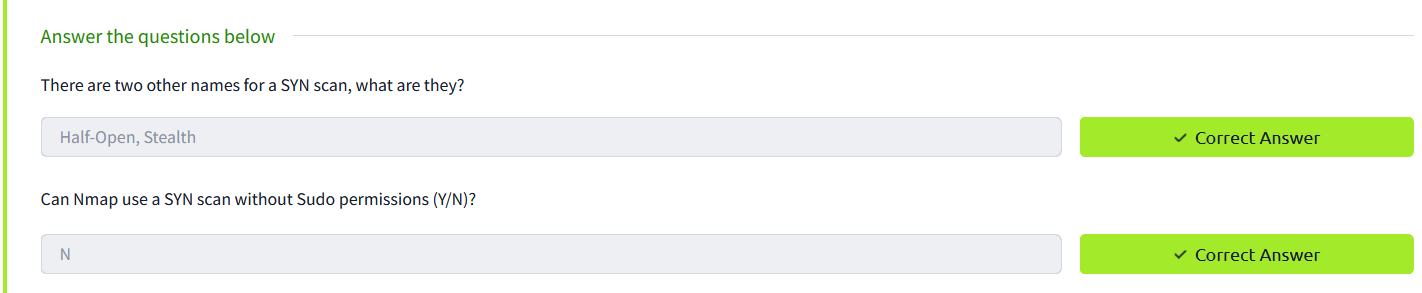 Answer the questions below
There are two other names for a SYN scan, what are they?
Half-Open, Stealth
Correct Answer
Can Nmap use a SYN scan without Sudo permissions (Y/N)?
N
Correct Answer